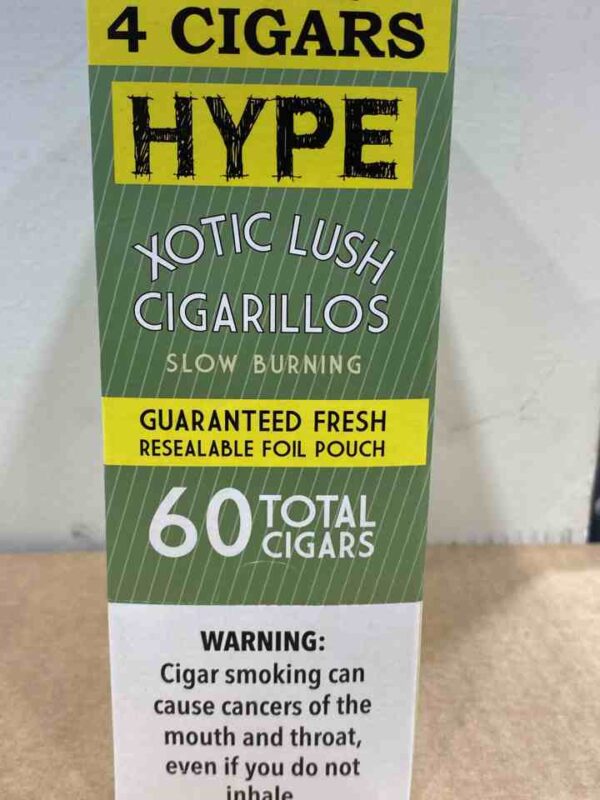 4 CIGARS
HYPE
XOTIC LUSH
CIGARILLOS
SLOW BURNING
GUARANTEED FRESH
RESEALABLE FOIL POUCH
60 TOTAL
CIGARS
WARNING:
Cigar smoking can
cause cancers of the
mouth and throat,
even if you do not
inhale